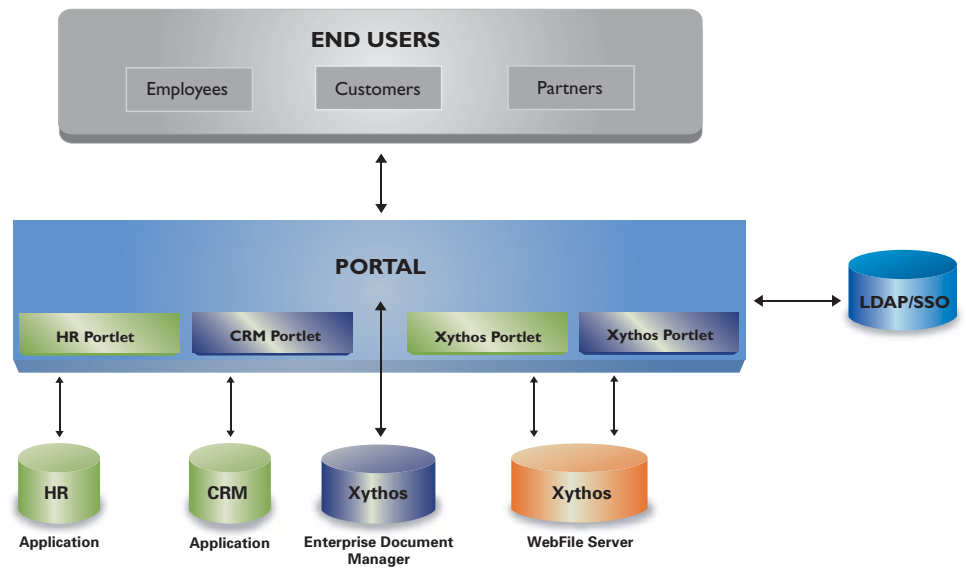 END USERS
Employees
Customers
Partners
PORTAL
LDAP/SSO
HR Portlet
CRM Portlet
Xythos Portlet
Xythos Portlet
HR
CRM
Xythos
Xythos
Application
Application
Enterprise Document
Manager
WebFile Server